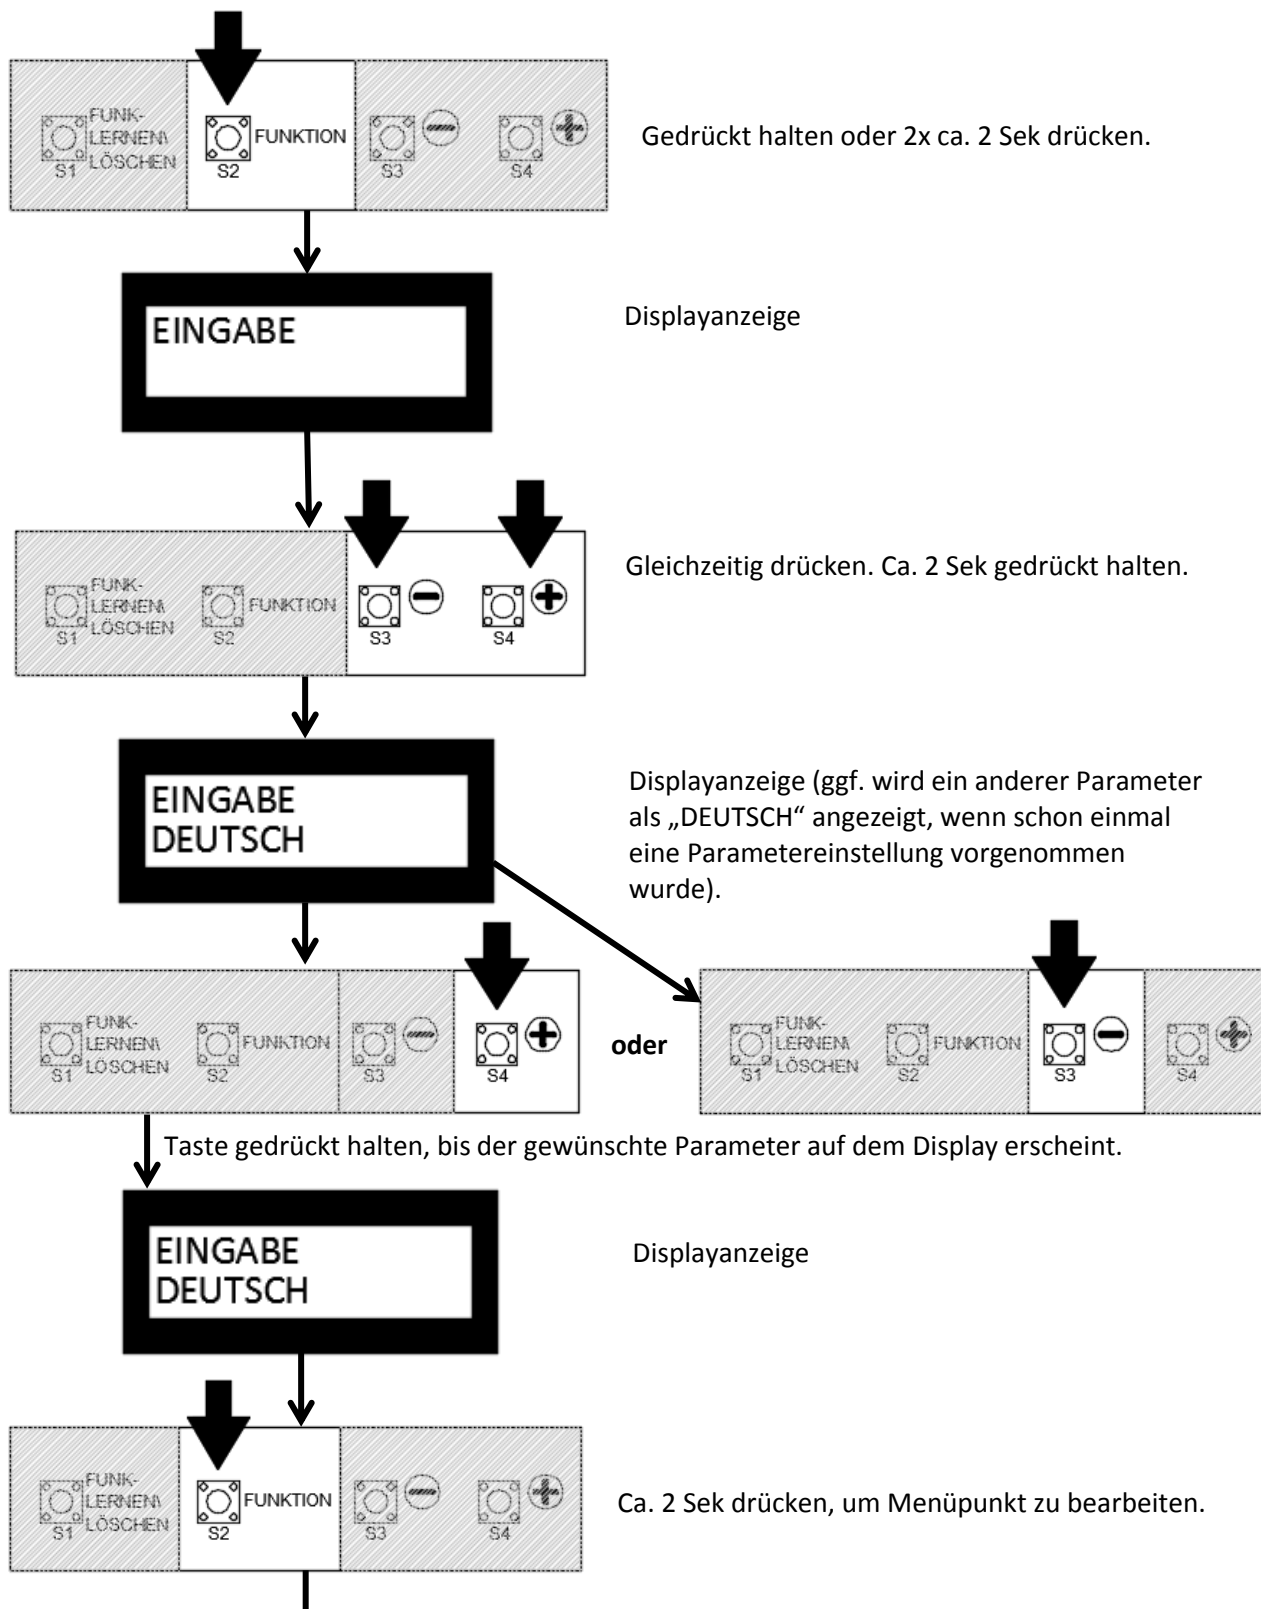 FUNK-
LERNEN\
LÖSCHEN
S1
S2
FUNKTION
S3
S4
Gedrückt halten oder 2x ca. 2 Sek drücken.
EINGABE
Displayanzeige
FUNK-
LERNEN\
LÖSCHEN
S1
S2
FUNKTION
S3
S4
Gleichzeitig drücken. Ca. 2 Sek gedrückt halten.
EINGABE
DEUTSCH
Displayanzeige (ggf. wird ein anderer Parameter
als „DEUTSCH“ angezeigt, wenn schon einmal
eine Parametereinstellung vorgenommen
wurde).
FUNK-
LERNEN\
LÖSCHEN
S1
S2
FUNKTION
S3
S4
oder
FUNK-
LERNEN\
LÖSCHEN
S1
S2
FUNKTION
S3
S4
Taste gedrückt halten, bis der gewünschte Parameter auf dem Display erscheint.
EINGABE
DEUTSCH
Displayanzeige
FUNK-
LERNEN\
LÖSCHEN
S1
S2
FUNKTION
S3
S4
Ca. 2 Sek drücken, um Menüpunkt zu bearbeiten.